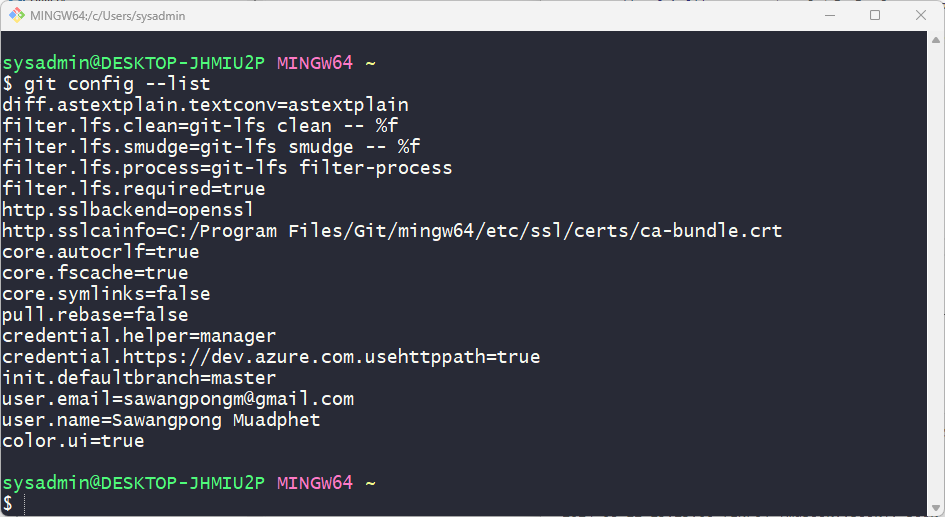 MINGW64:/c/Users/sysadmin
sysadmin@DESKTOP-JHMIU2P MINGW64 ~
$ git config --list
diff.astextplain.textconv=astextplain
filter.lfs.clean=git-lfs clean -- %f
filter.lfs.smudge=git-lfs smudge -- %f
filter.lfs.process=git-lfs filter-process
filter.lfs.required=true
http.sslbackend=openssl
http.sslcainfo=C:/Program Files/Git/mingw64/etc/ssl/certs/ca-bundle.crt
core.autocrlf=true
core.fscache=true
core.symlinks=false
pull.rebase=false
credential.helper=manager
credential.https://dev.azure.com.usehttppath=true
init.defaultbranch=master
user.email=sawangpongm@gmail.com
user.name=Sawangpong Muadphet
color.ui=true
sysadmin@DESKTOP-JHMIU2P MINGW64 ~
$